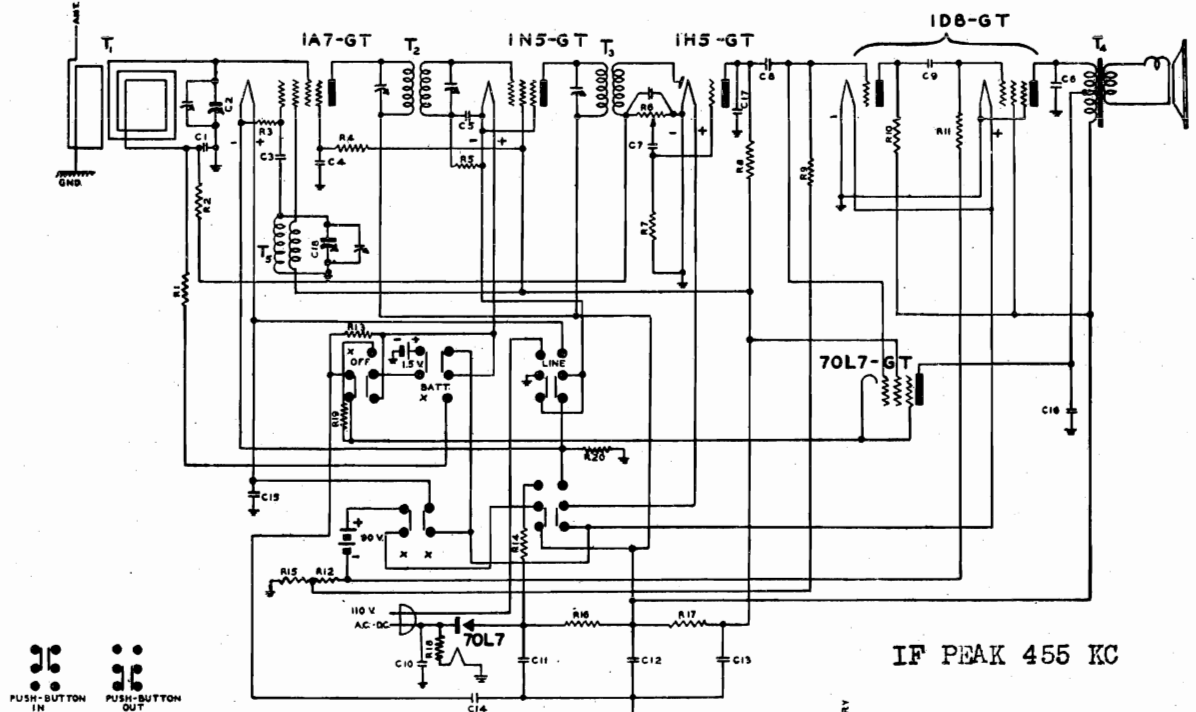 ANT.
T1
GND.
1A7-GT
T2
1N5-GT
T3
1H5-GT
1D8-GT
T4
C2
C1
R3
C3
R2
R1
T5
C18
R4
C4
C5
R5
R6
C7
R7
C17
C8
R8
R9
R10
C9
R11
C6
- +
- +
- +
- +
R13
X
OFF
- +
1.5 V.
BATT.
X
LINE
R19
R20
70L7-GT
C16
C15
+
90 V.
-
X X
R14
R15
R12
110 V.
A.C.-D.C.
R18
70L7
R16
R17
C10
C11
C12
C13
C14
IF PEAK 455 KC
PUSH-BUTTON
IN
PUSH-BUTTON
OUT